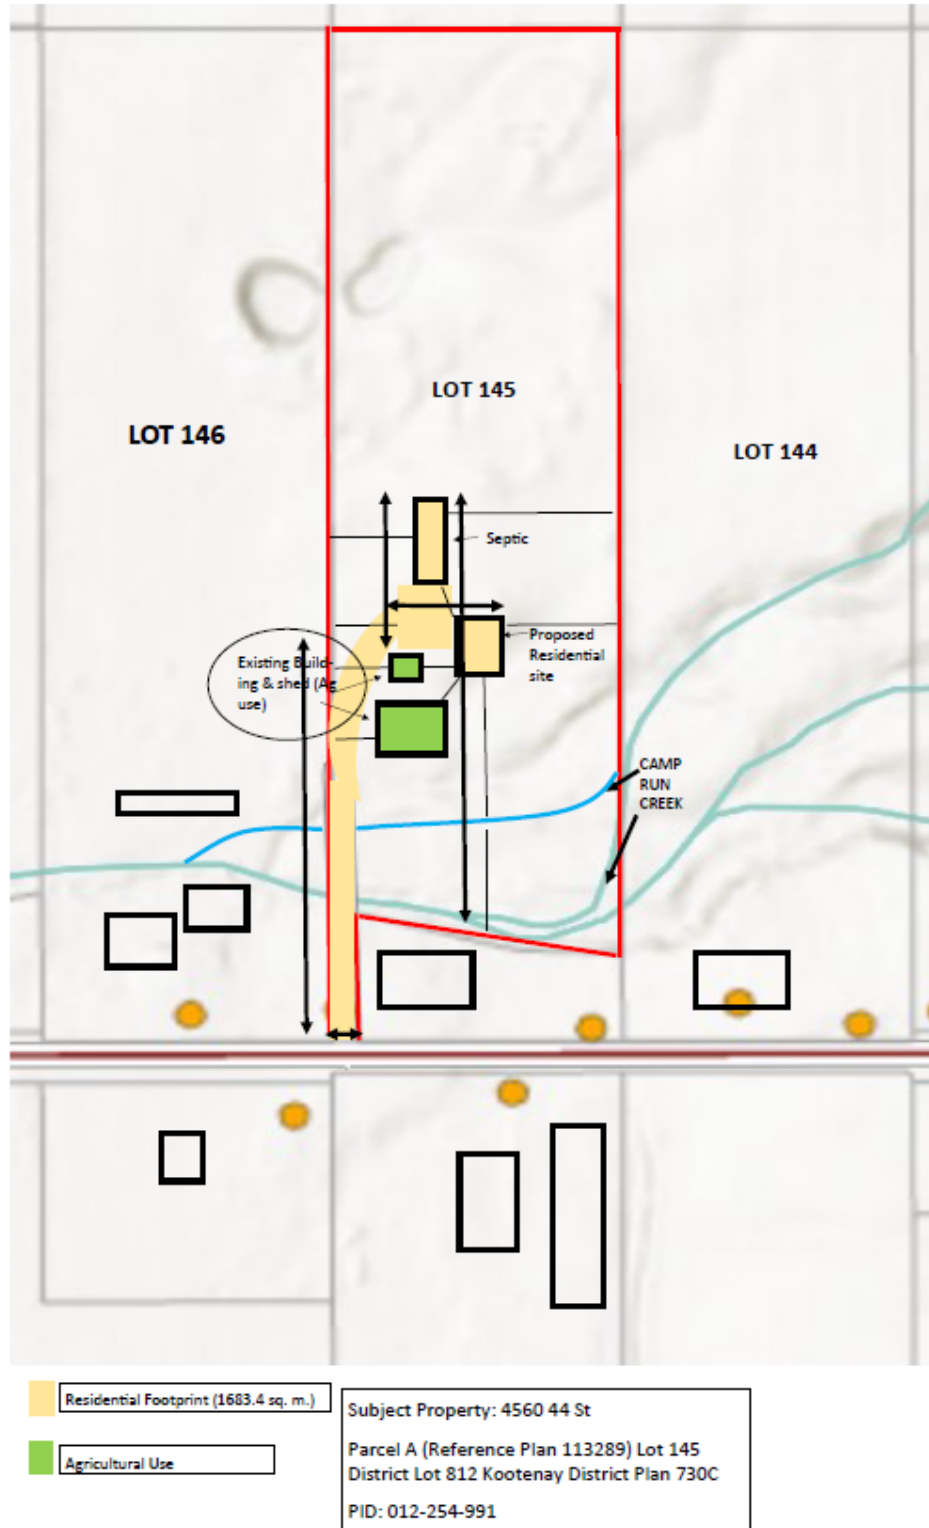 LOT 145
LOT 146
LOT 144
Septic
Proposed
Residential
site
Existing Build-
ing & shed (Ag
use)
CAMP
RUN
CREEK
Residential Footprint (1683.4 sq. m.)
Agricultural Use
Subject Property: 4560 44 St
Parcel A (Reference Plan 113289) Lot 145
District Lot 812 Kootenay District Plan 730C
PID: 012-254-991